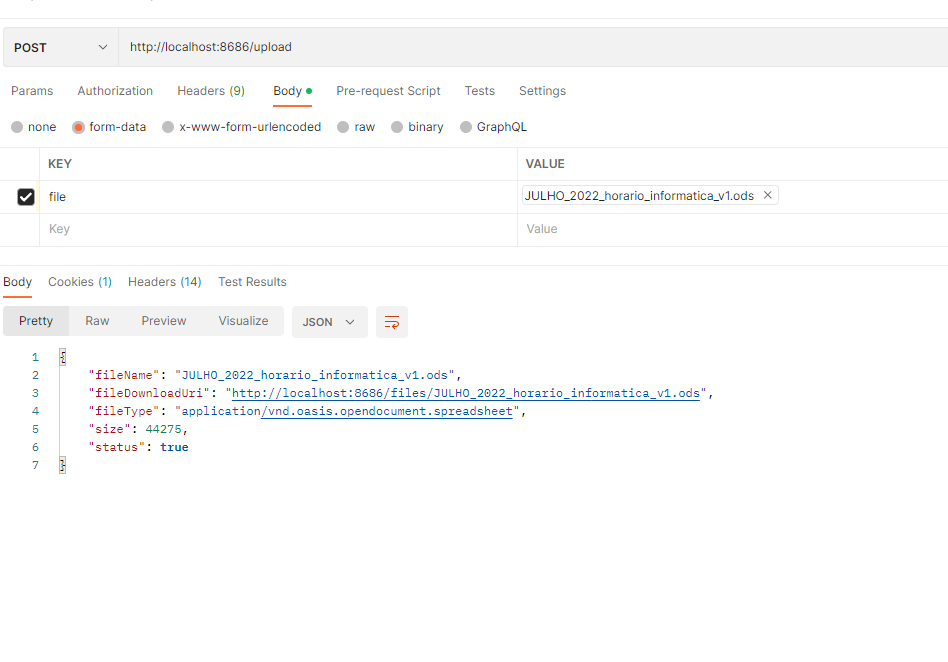 POST http://localhost:8686/upload
Params Authorization Headers (9) Body Pre-request Script Tests Settings
none form-data x-www-form-urlencoded raw binary GraphQL
KEY VALUE
file JULHO_2022_horario_informatica_v1.ods
Key Value
Body Cookies (1) Headers (14) Test Results
Pretty Raw Preview Visualize JSON
1 {
2 "fileName": "JULHO_2022_horario_informatica_v1.ods",
3 "fileDownloadUri": "http://localhost:8686/files/JULHO_2022_horario_informatica_v1.ods",
4 "fileType": "application/vnd.oasis.opendocument.spreadsheet",
5 "size": 44275,
6 "status": true
7 }